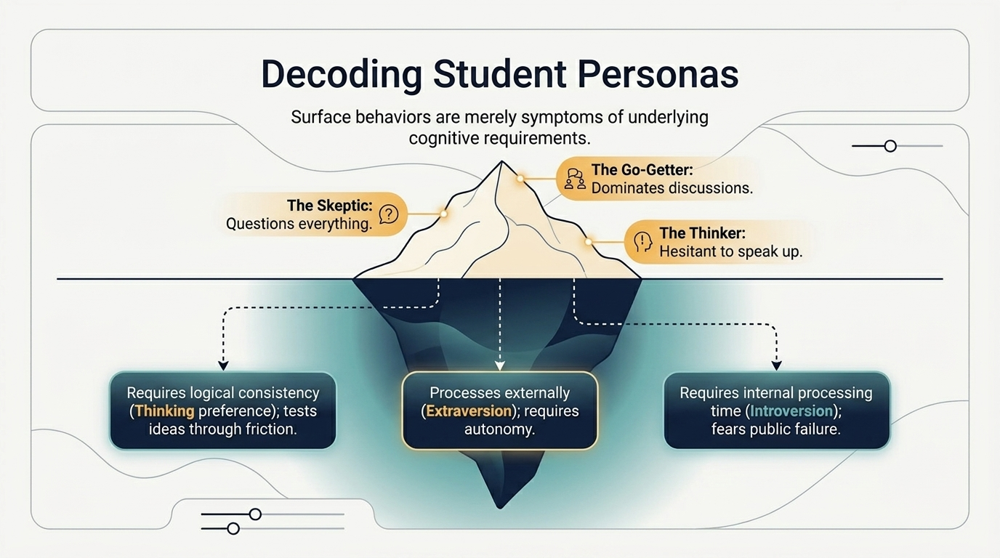 Decoding Student Personas
Surface behaviors are merely symptoms of underlying
cognitive requirements.
The Go-Getter:
Dominates discussions.
The Skeptic:
Questions everything.
The Thinker:
Hesitant to speak up.
Requires logical consistency
(Thinking preference); tests
ideas through friction.
Processes externally
(Extraversion); requires
autonomy.
Requires internal processing
time (Introversion);
fears public failure.